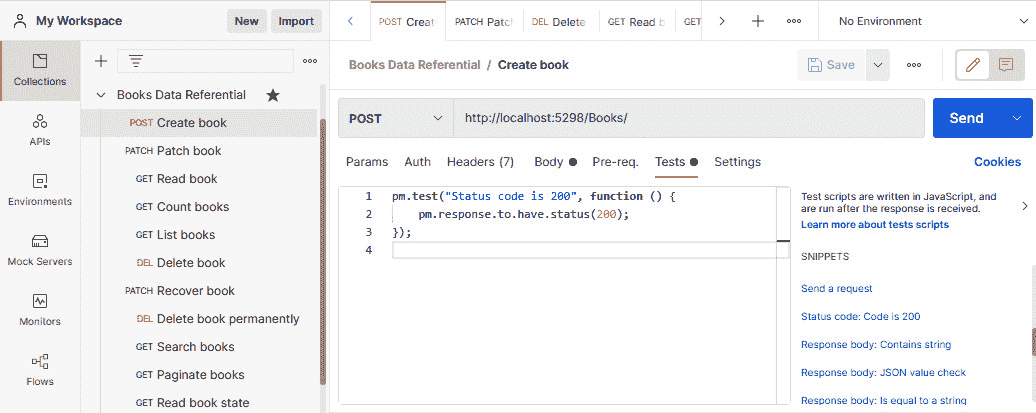 My Workspace
New
Import
POST Creat
PATCH Patch
DEL Delete
GET Read b
GET
No Environment
Collections
APIs
Environments
Mock Servers
Monitors
Flows
Books Data Referential
POST Create book
PATCH Patch book
GET Read book
GET Count books
GET List books
DEL Delete book
PATCH Recover book
DEL Delete book permanently
GET Search books
GET Paginate books
GET Read book state
Books Data Referential / Create book
Save
POST
http://localhost:5298/Books/
Send
Params
Auth
Headers (7)
Body
Pre-req.
Tests
Settings
Cookies
1 pm.test("Status code is 200", function () {
2 pm.response.to.have.status(200);
3 });
4
Test scripts are written in JavaScript, and
are run after the response is received.
Learn more about tests scripts
SNIPPETS
Send a request
Status code: Code is 200
Response body: Contains string
Response body: JSON value check
Response body: Is equal to a string